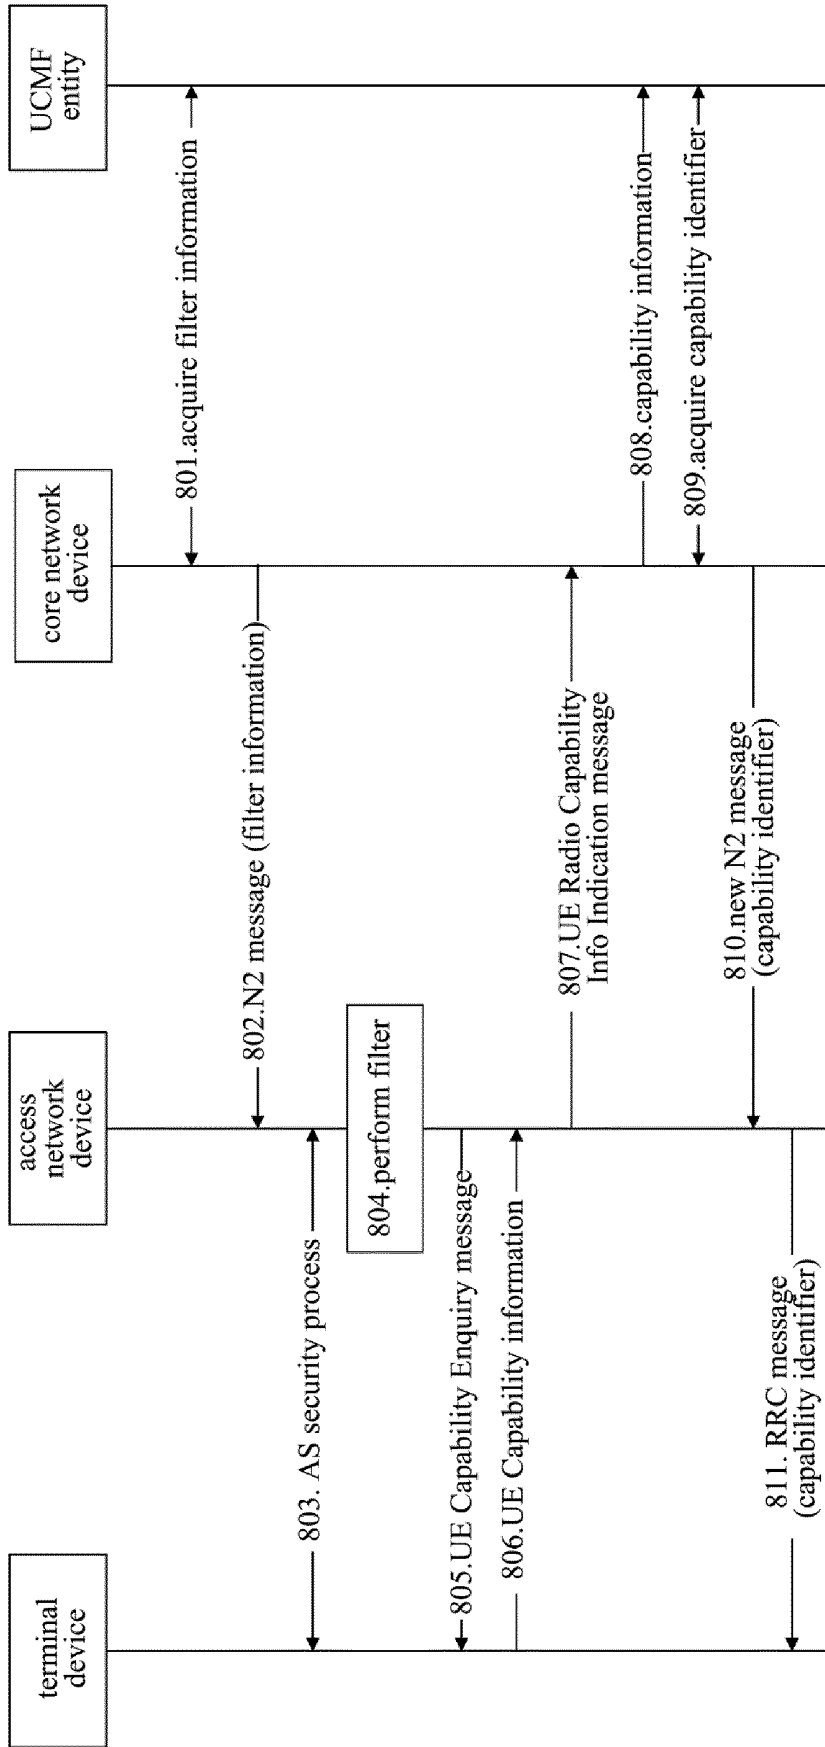 terminal
device
access
network
device
core network
device
UCMF
entity
801.acquire filter information
802.N2 message (filter information)
803. AS security process
804.perform filter
805.UE Capability Enquiry message
806.UE Capability information
807.UE Radio Capability
Info Indication message
808.capability information
809.acquire capability identifier
810.new N2 message
(capability identifier)
811. RRC message
(capability identifier)